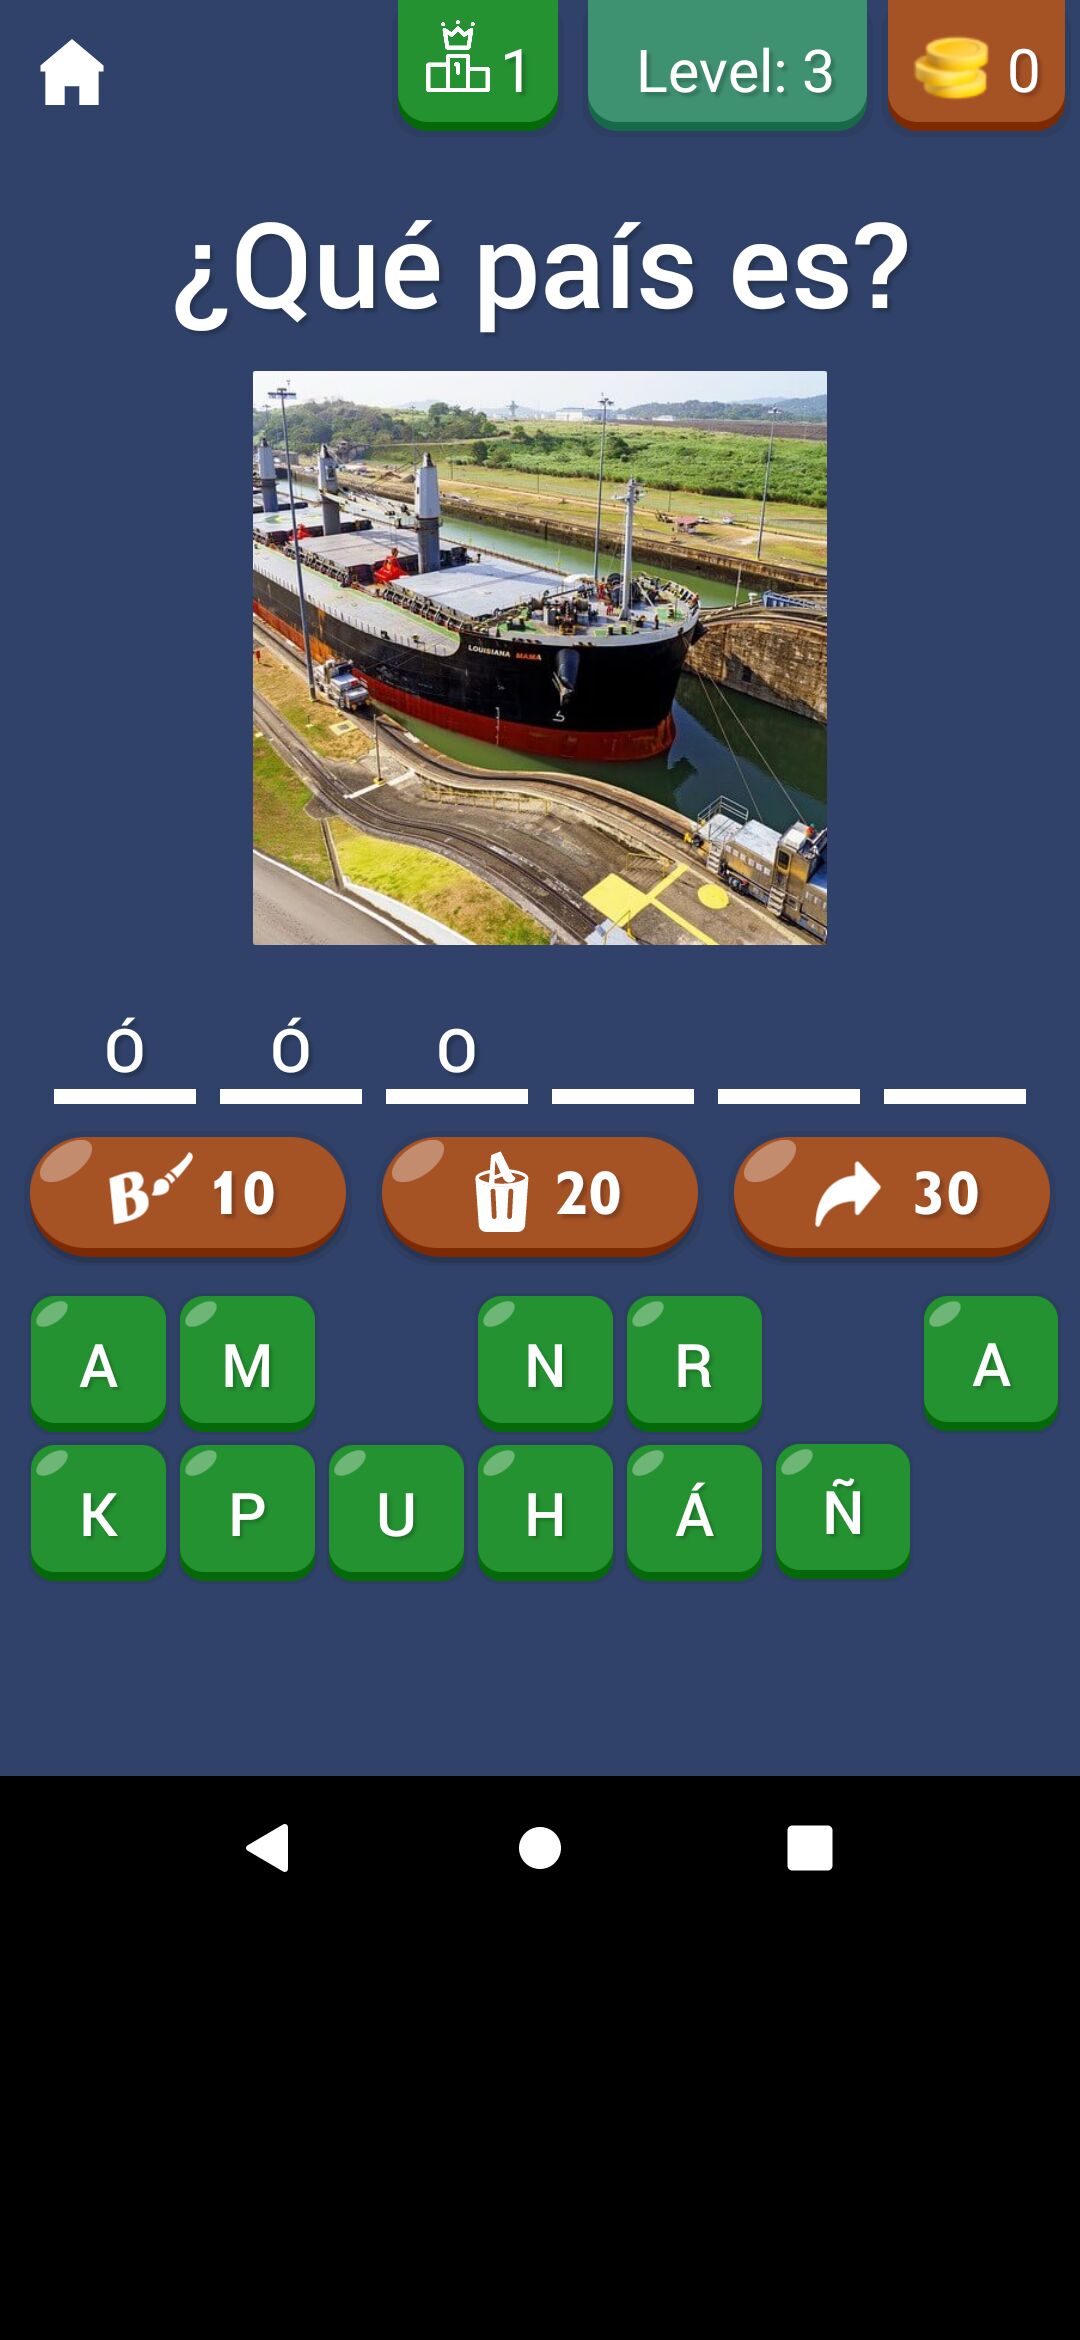 1 Level: 3 0
¿Qué país es?
LOUISIANA MAMA
Ó Ó O
B 10 20 30
A M N R A
K P U H Á Ñ